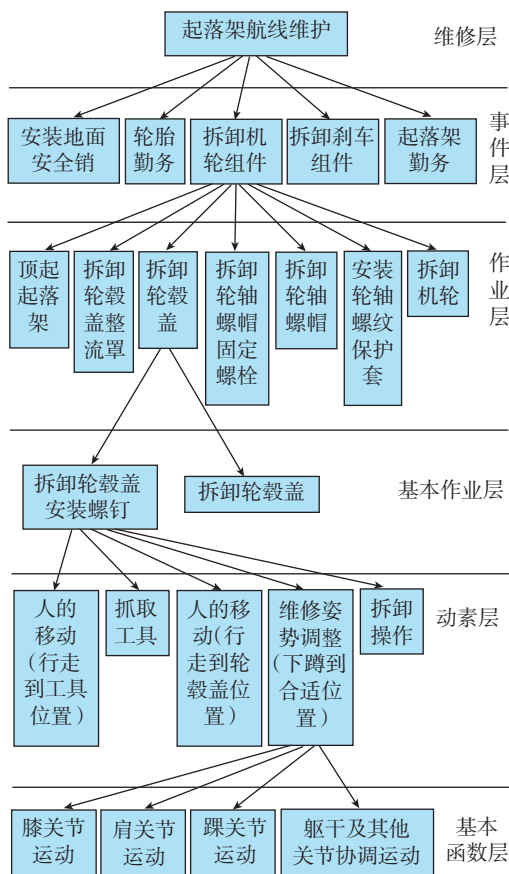 起落架航线维护
维修层
安装地面
安全销
轮胎
勤务
拆卸机
轮组件
拆卸刹车
组件
起落架
勤务
事
件
层
顶起
起落
架
拆卸
轮毂
盖整
流罩
拆卸
轮毂
盖
拆卸
轮轴
螺帽
固定
螺栓
拆卸
轮轴
螺帽
安装
轮轴
螺纹
保护
套
拆卸
机轮
作
业
层
拆卸轮毂盖
安装螺钉
拆卸轮毂盖
基本作业层
人的
移动
(行走
到工具
位置)
抓取
工具
人的移
动(行
走到轮
毂盖位
置)
维修姿
势调整
(下蹲到
合适位
置)
拆卸
操作
动素层
膝关节
运动
肩关节
运动
踝关节
运动
躯干及其他
关节协调运动
基本
函数层